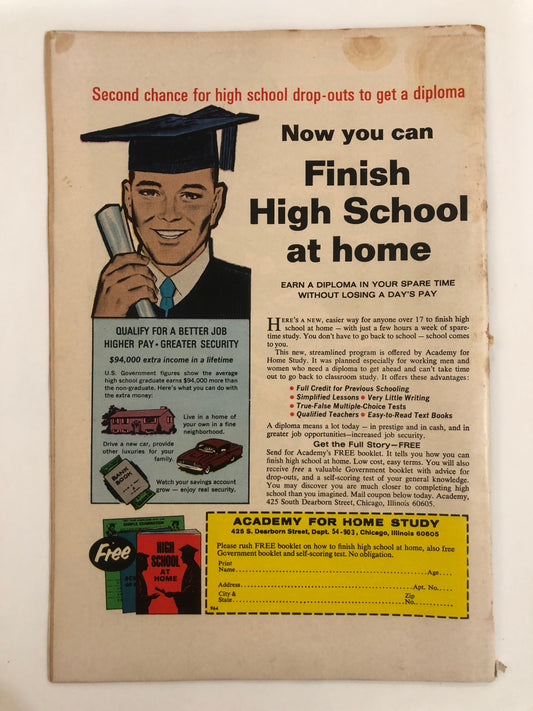 Second chance for high school drop-outs to get a diploma
Now you can
Finish
High School
at home
EARN A DIPLOMA IN YOUR SPARE TIME
WITHOUT LOSING A DAY'S PAY
HERE'S A NEW, easier way for anyone over 17 to finish high
school at home — with just a few hours a week of spare-
time study. You don't have to go back to school — school comes
to you.
This new, streamlined program is offered by Academy for
Home Study. It was planned especially for working men and
women who need a diploma to get ahead and can't take time
out to go back to classroom study. It offers these advantages:
• Full Credit for Previous Schooling
• Simplified Lessons • Very Little Writing
• True-False Multiple-Choice Tests
• Qualified Teachers • Easy-to-Read Text Books
A diploma means a lot today — in prestige and in cash, and in
greater job opportunities—increased job security.
Get the Full Story—FREE
Send for Academy's FREE booklet. It tells you how you can
finish high school at home. Low cost, easy terms. You will also
receive free a valuable Government booklet with advice for
drop-outs, and a self-scoring test of your general knowledge.
You may discover you are much closer to completing high
school than you imagined. Mail coupon below today. Academy,
425 South Dearborn Street, Chicago, Illinois 60605.
QUALIFY FOR A BETTER JOB
HIGHER PAY • GREATER SECURITY
$94,000 extra income in a lifetime
U.S. Government figures show the average
high school graduate earns $94,000 more than
the non-graduate. Here's what you can do with
the extra money:
Live in a home of
your own in a fine
neighborhood.
Drive a new car, provide
other luxuries for your
family.
BANK
BOOK
Watch your savings account
grow — enjoy real security.
Free
SAMPLE EXAMINATION
HIGH
SCHOOL
AT
HOME
ACADEMY FOR HOME STUDY
425 S. Dearborn Street, Dept. 54-903, Chicago, Illinois 60605
Please rush FREE booklet on how to finish high school at home, also free
Government booklet and self-scoring test. No obligation.
Print
Name Age
Address Apt. No.
City & Zip
State No.
964